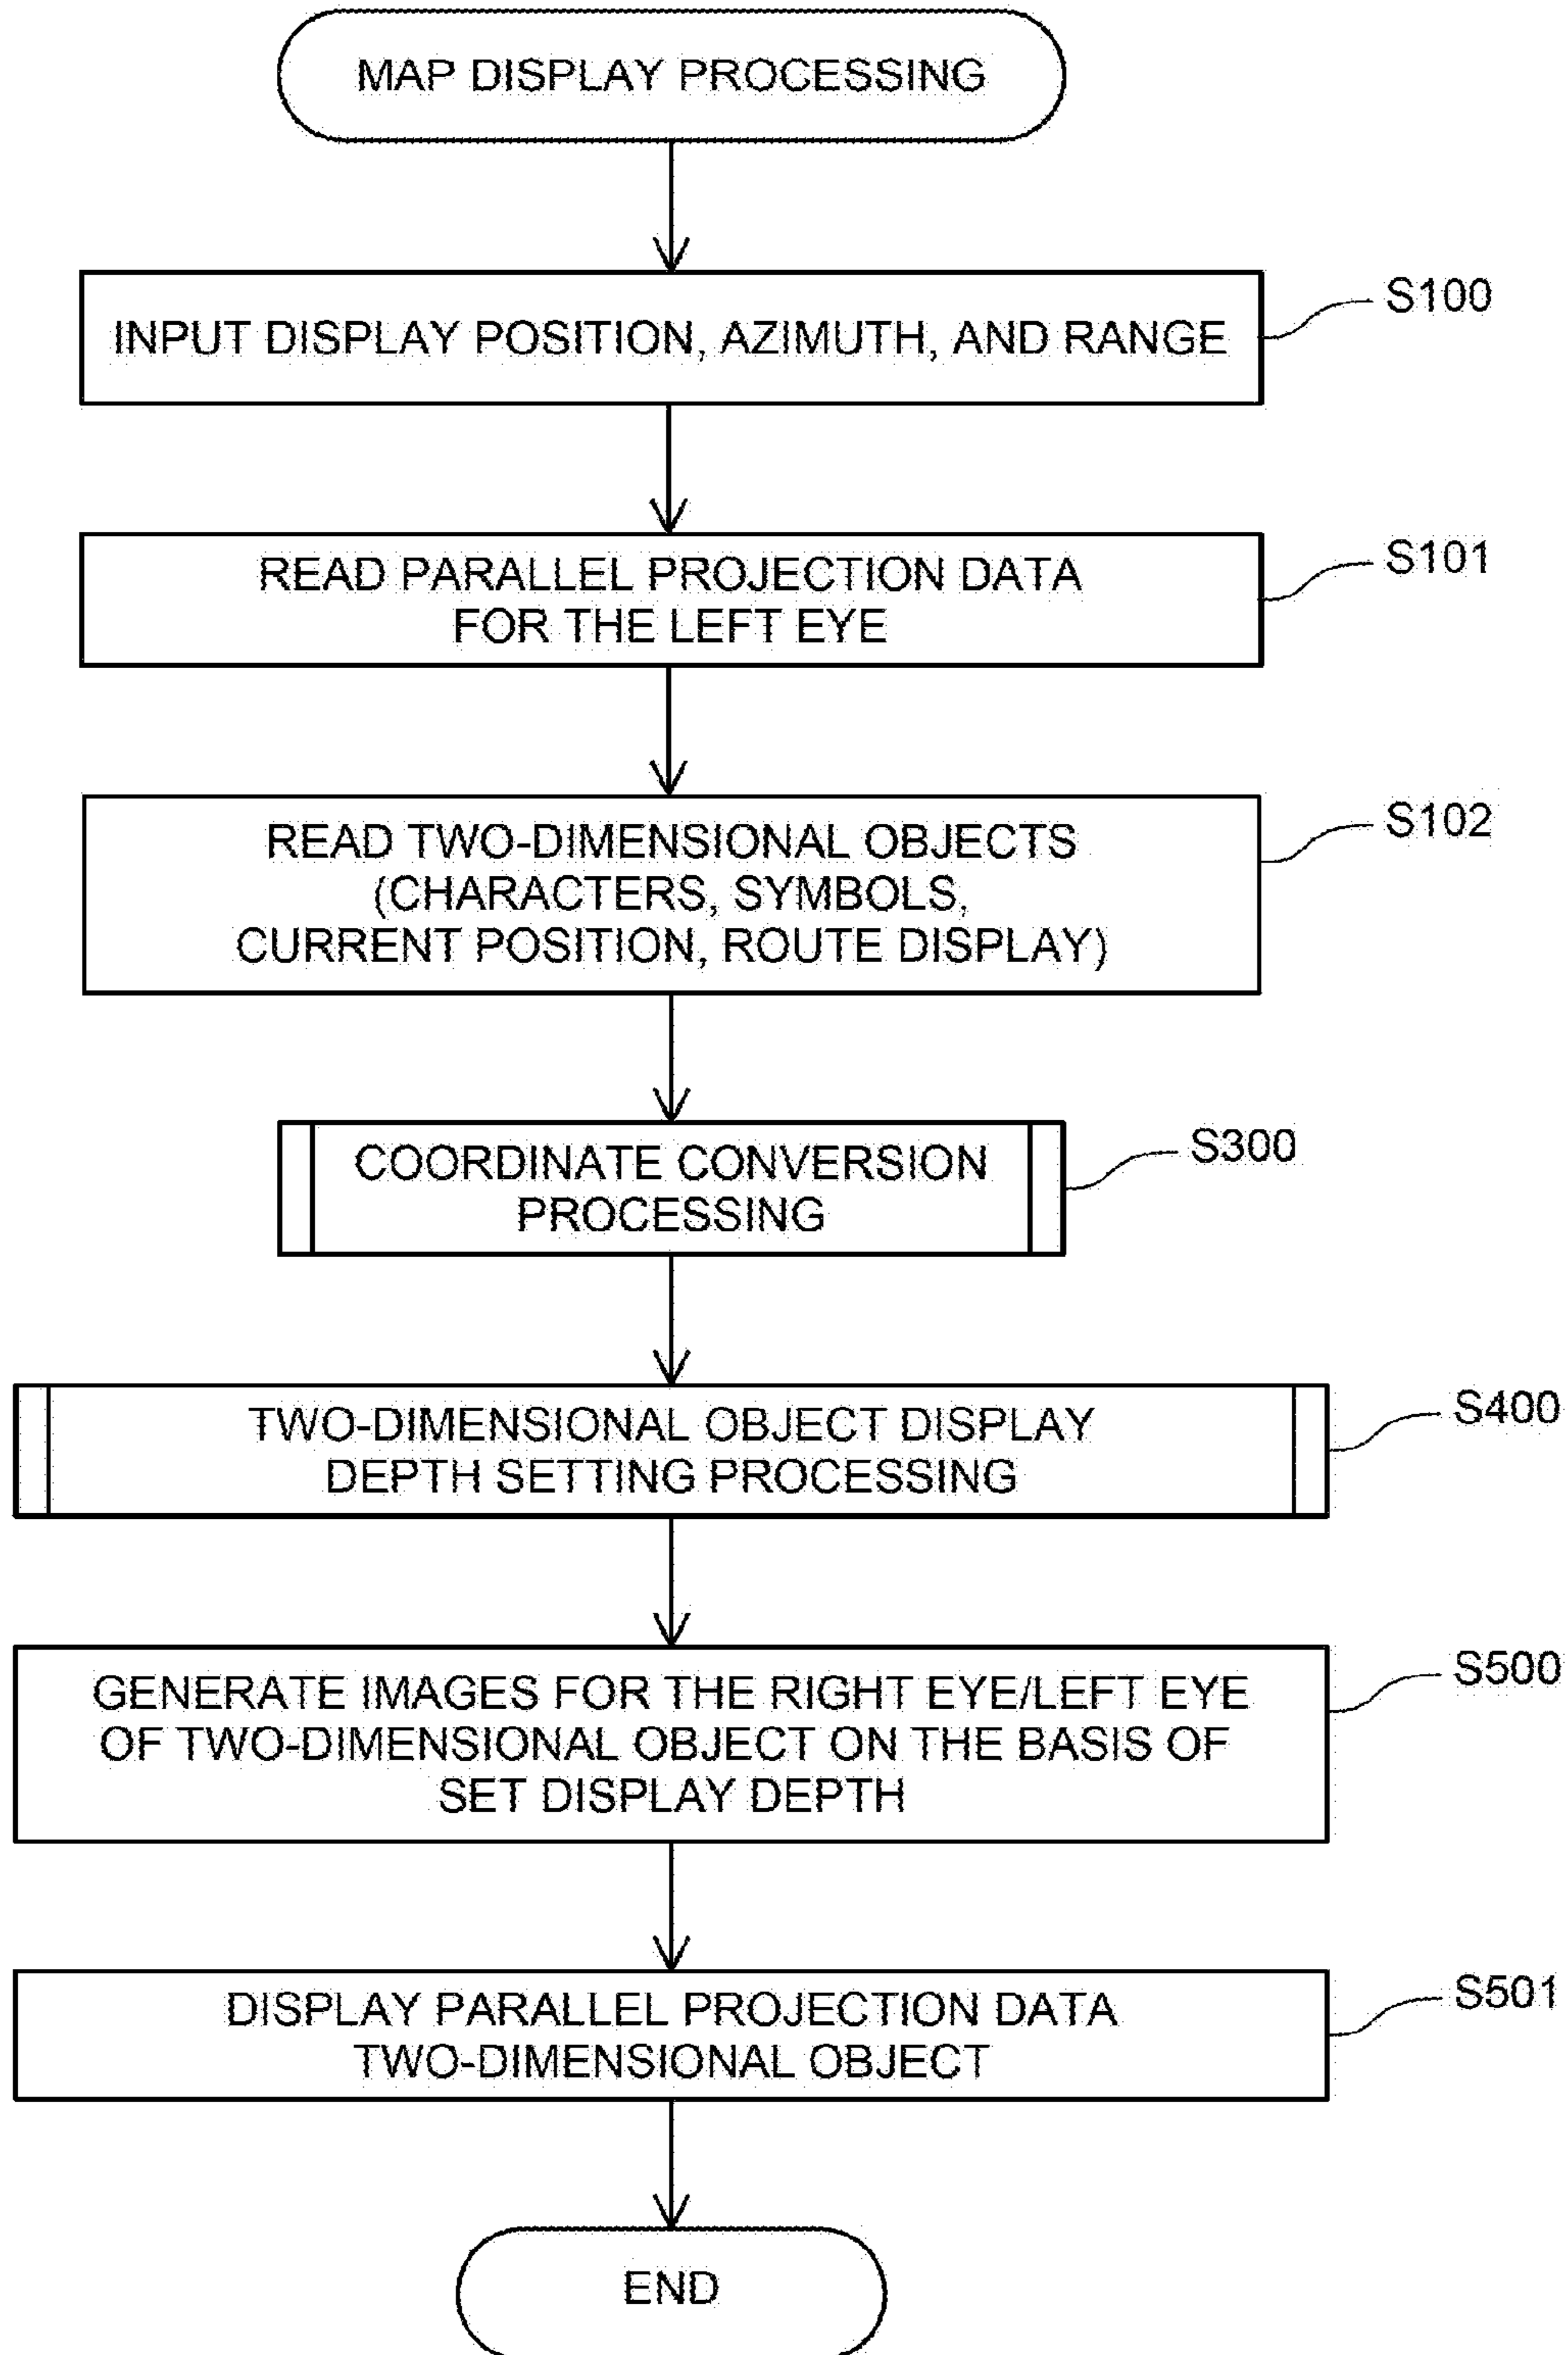 MAP DISPLAY PROCESSING
INPUT DISPLAY POSITION, AZIMUTH, AND RANGE
S100
READ PARALLEL PROJECTION DATA
FOR THE LEFT EYE
S101
READ TWO-DIMENSIONAL OBJECTS
(CHARACTERS, SYMBOLS,
CURRENT POSITION, ROUTE DISPLAY)
S102
COORDINATE CONVERSION
PROCESSING
S300
TWO-DIMENSIONAL OBJECT DISPLAY
DEPTH SETTING PROCESSING
S400
GENERATE IMAGES FOR THE RIGHT EYE/LEFT EYE
OF TWO-DIMENSIONAL OBJECT ON THE BASIS OF
SET DISPLAY DEPTH
S500
DISPLAY PARALLEL PROJECTION DATA
TWO-DIMENSIONAL OBJECT
S501
END